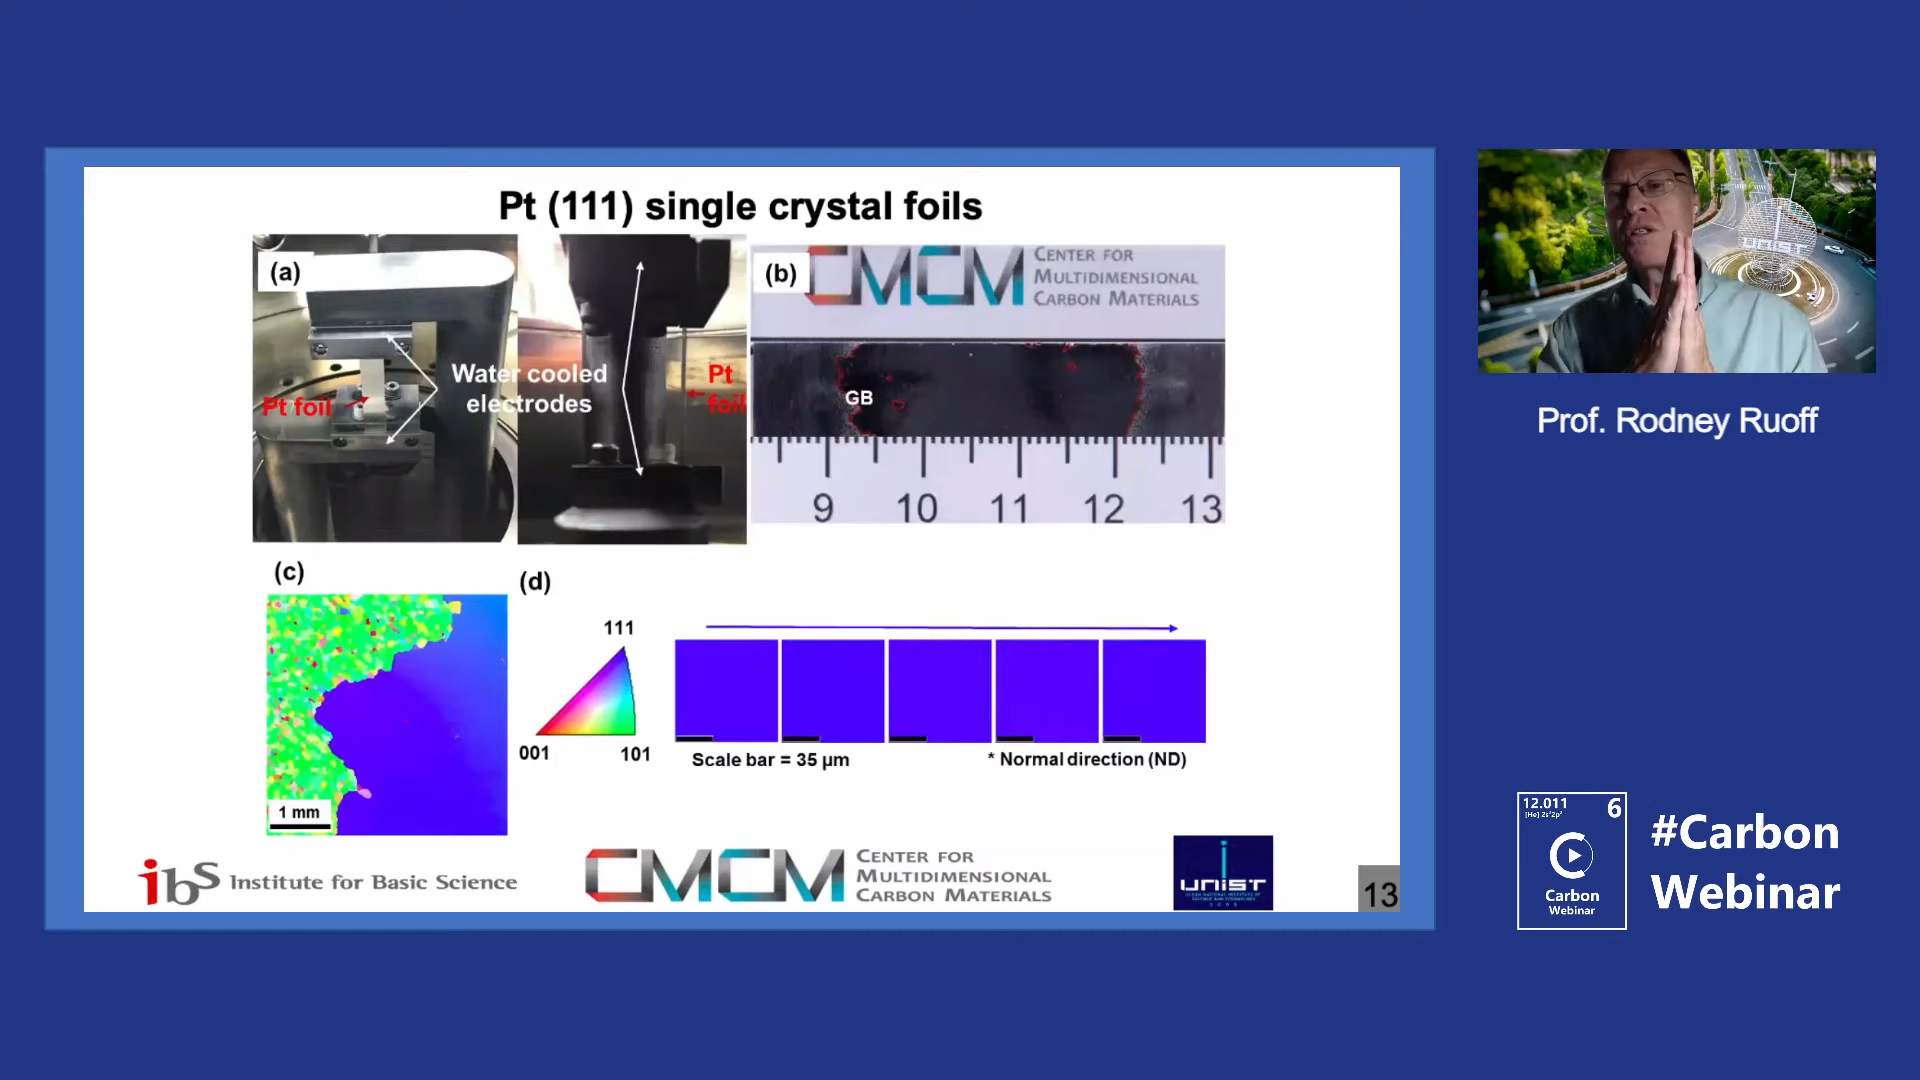 Pt (111) single crystal foils
(a)
Water cooled
electrodes
Pt foil
Pt
foil
(b)
CMCM
CENTER FOR
MULTIDIMENSIONAL
CARBON MATERIALS
GB
9 10 11 12 13
(c)
1 mm
(d)
111
001
101
Scale bar = 35 µm
* Normal direction (ND)
ibS Institute for Basic Science
CMCM
CENTER FOR
MULTIDIMENSIONAL
CARBON MATERIALS
UNIST
13
Prof. Rodney Ruoff
12.011
6
[He] 2s²2p²
Carbon
Webinar
#Carbon
Webinar